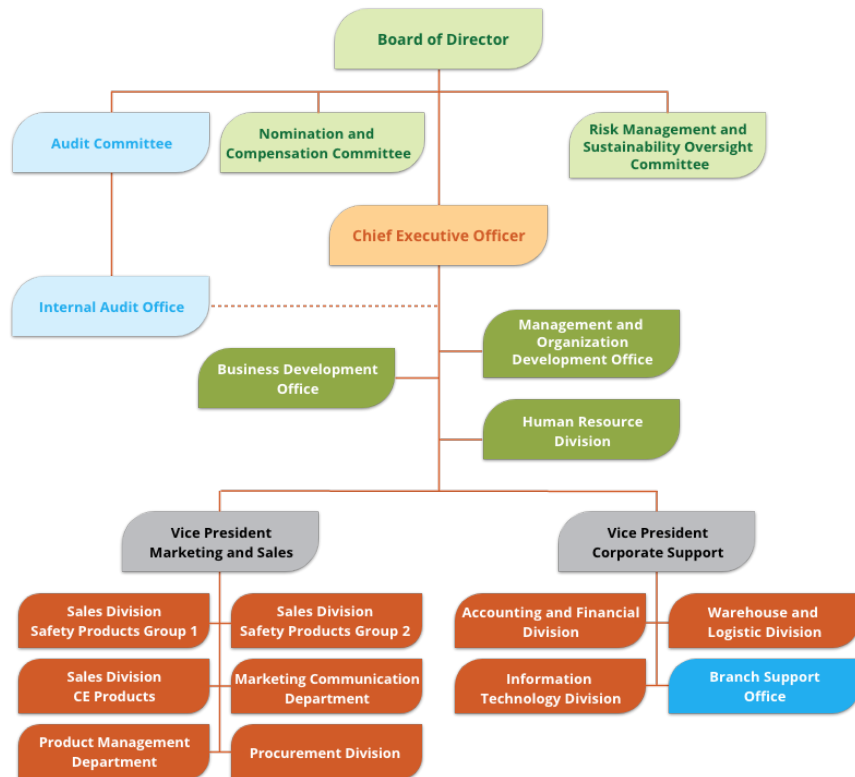 Board of Director
Audit Committee
Nomination and
Compensation Committee
Risk Management and
Sustainability Oversight
Committee
Chief Executive Officer
Internal Audit Office
Management and
Organization
Development Office
Business Development
Office
Human Resource
Division
Vice President
Marketing and Sales
Vice President
Corporate Support
Sales Division
Safety Products Group 1
Sales Division
Safety Products Group 2
Accounting and Financial
Division
Warehouse and
Logistic Division
Sales Division
CE Products
Marketing Communication
Department
Information
Technology Division
Branch Support
Office
Product Management
Department
Procurement Division